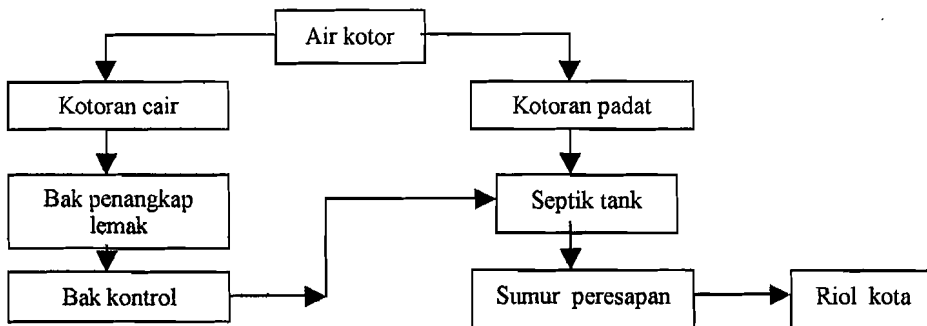 Air kotor
Kotoran cair
Kotoran padat
Bak penangkap
lemak
Septik tank
Bak kontrol
Sumur peresapan
Riol kota